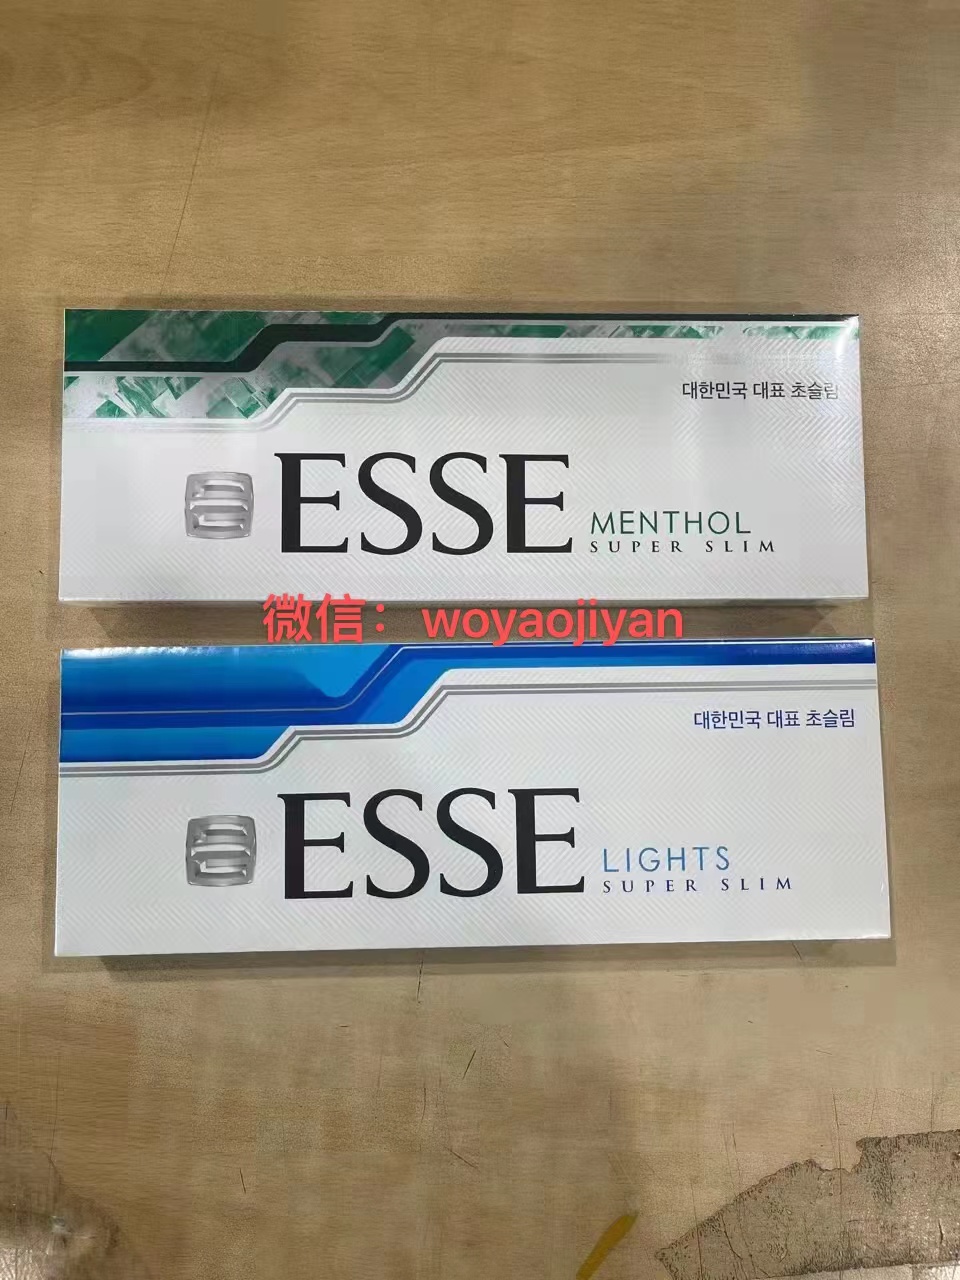 대한민국 대표 초슬림
ESSE MENTHOL
SUPER SLIM
微信：woyaojiyan
대한민국 대표 초슬림
ESSE LIGHTS
SUPER SLIM